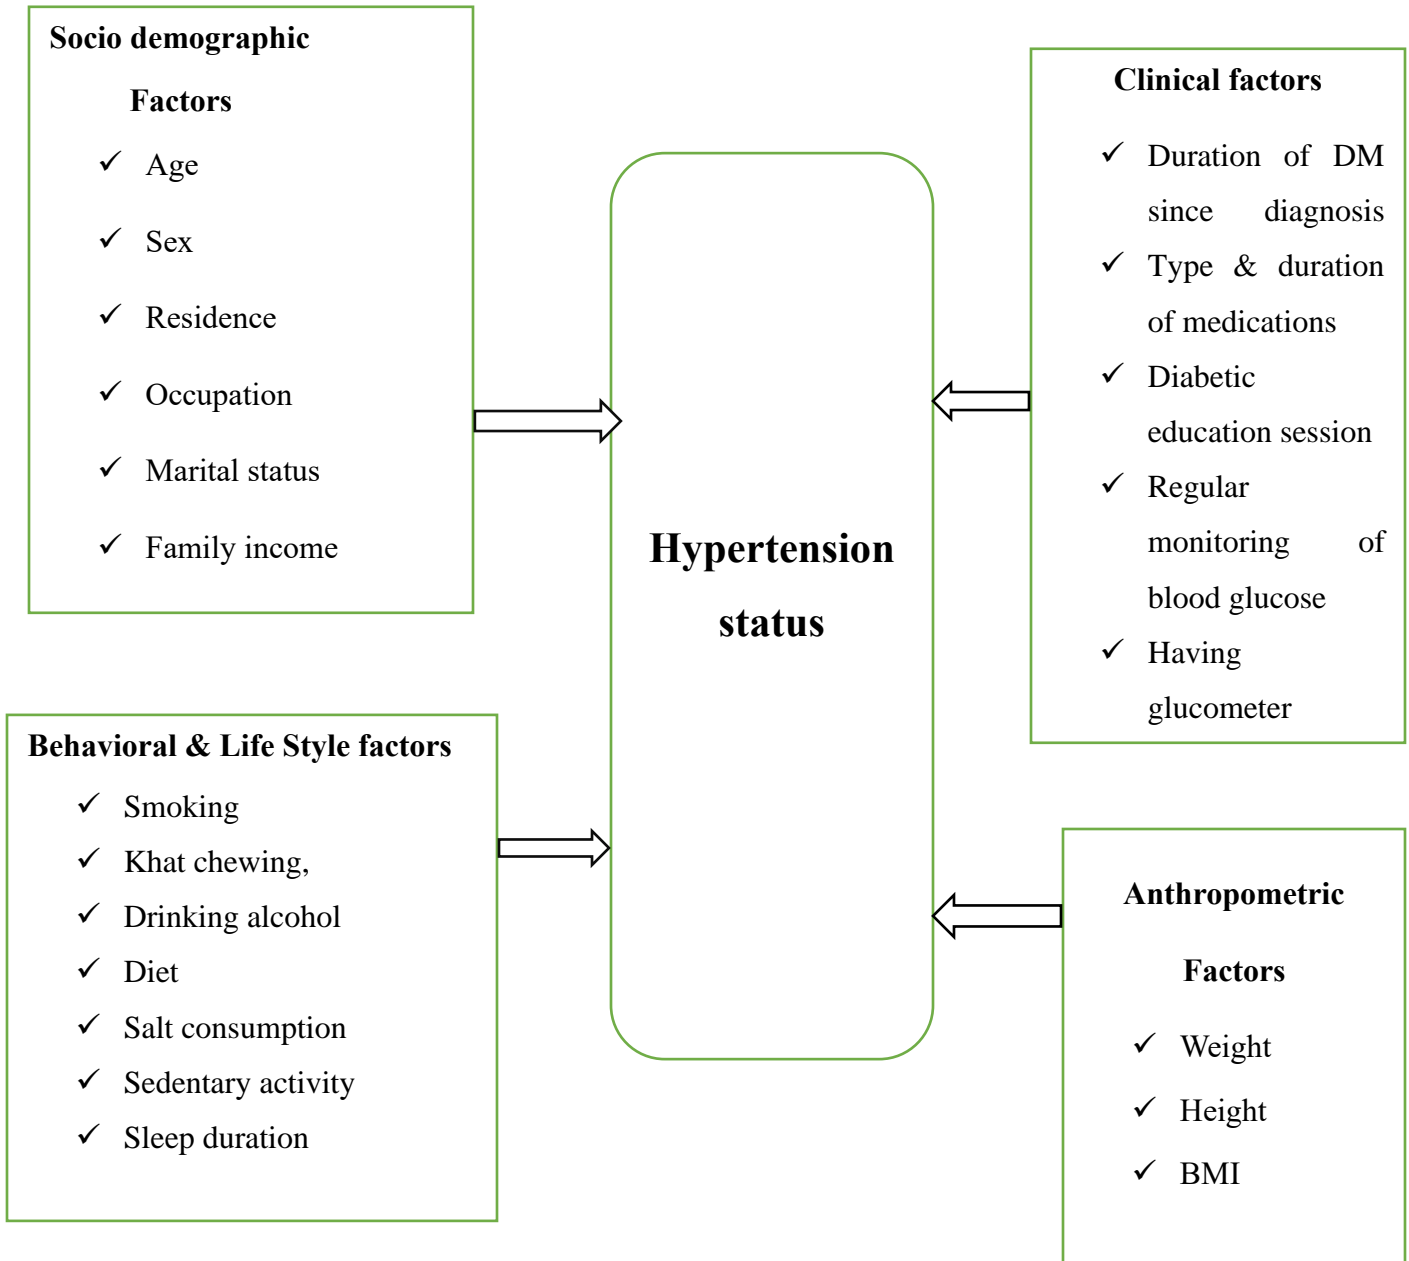 Socio demographic
Factors
✓ Age
✓ Sex
✓ Residence
✓ Occupation
✓ Marital status
✓ Family income
Behavioral & Life Style factors
✓ Smoking
✓ Khat chewing,
✓ Drinking alcohol
✓ Diet
✓ Salt consumption
✓ Sedentary activity
✓ Sleep duration
Hypertension
status
Clinical factors
✓ Duration of DM
since diagnosis
✓ Type & duration
of medications
✓ Diabetic
education session
✓ Regular
monitoring of
blood glucose
✓ Having
glucometer
Anthropometric
Factors
✓ Weight
✓ Height
✓ BMI